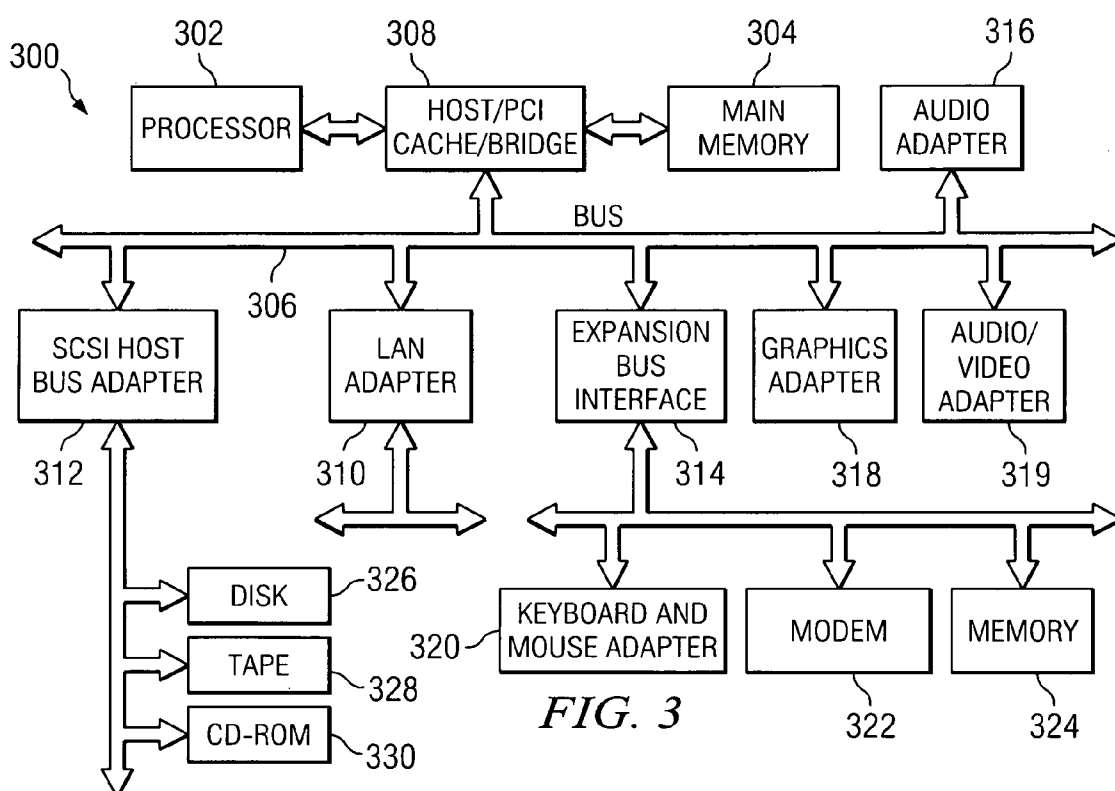 300
302
308
304
316
PROCESSOR
HOST/PCI
CACHE/BRIDGE
MAIN
MEMORY
AUDIO
ADAPTER
BUS
306
SCSI HOST
BUS ADAPTER
LAN
ADAPTER
EXPANSION
BUS
INTERFACE
GRAPHICS
ADAPTER
AUDIO/
VIDEO
ADAPTER
312
310
314
318
319
DISK
326
TAPE
328
CD-ROM
330
320
KEYBOARD AND
MOUSE ADAPTER
MODEM
MEMORY
322
324
FIG. 3